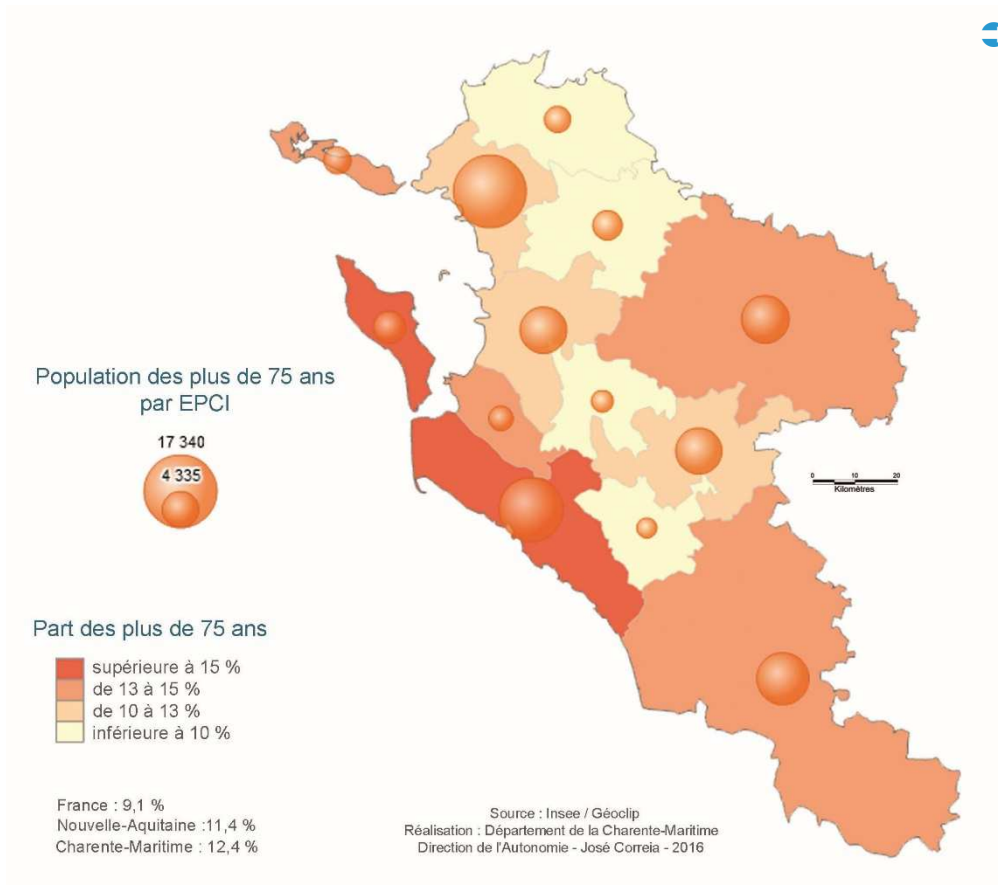 Population des plus de 75 ans
par EPCI
17 340
4 335
0 10 20
Kilomètres
Part des plus de 75 ans
supérieure à 15 %
de 13 à 15 %
de 10 à 13 %
inférieure à 10 %
France : 9,1 %
Nouvelle-Aquitaine :11,4 %
Charente-Maritime : 12,4 %
Source : Insee / Géoclip
Réalisation : Département de la Charente-Maritime
Direction de l'Autonomie - José Correia - 2016